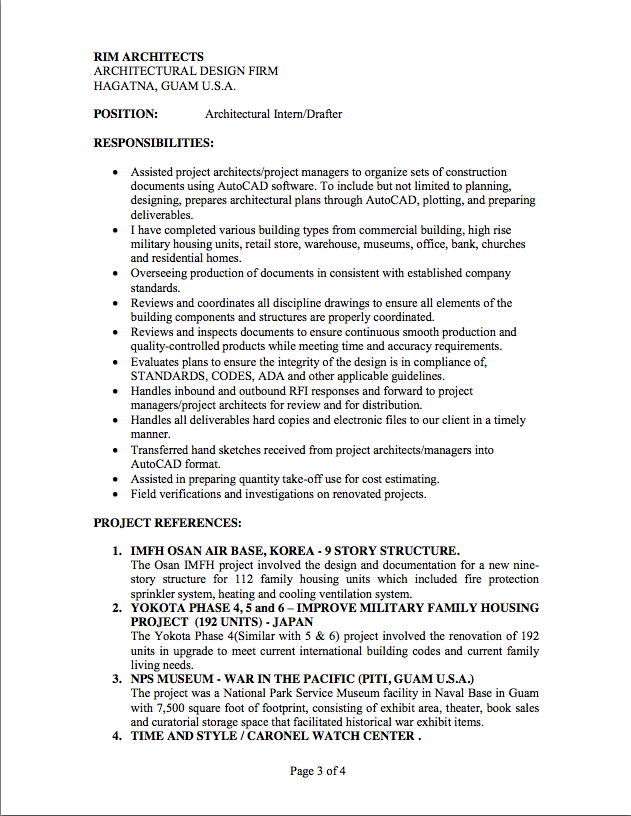 RIM ARCHITECTS
ARCHITECTURAL DESIGN FIRM
HAGATNA, GUAM U.S.A.
POSITION: Architectural Intern/Drafter
RESPONSIBILITIES:
• Assisted project architects/project managers to organize sets of construction
documents using AutoCAD software. To include but not limited to planning,
designing, prepares architectural plans through AutoCAD, plotting, and preparing
deliverables.
• I have completed various building types from commercial building, high rise
military housing units, retail store, warehouse, museums, office, bank, churches
and residential homes.
• Overseeing production of documents in consistent with established company
standards.
• Reviews and coordinates all discipline drawings to ensure all elements of the
building components and structures are properly coordinated.
• Reviews and inspects documents to ensure continuous smooth production and
quality-controlled products while meeting time and accuracy requirements.
• Evaluates plans to ensure the integrity of the design is in compliance of,
STANDARDS, CODES, ADA and other applicable guidelines.
• Handles inbound and outbound RFI responses and forward to project
managers/project architects for review and for distribution.
• Handles all deliverables hard copies and electronic files to our client in a timely
manner.
• Transferred hand sketches received from project architects/managers into
AutoCAD format.
• Assisted in preparing quantity take-off use for cost estimating.
• Field verifications and investigations on renovated projects.
PROJECT REFERENCES:
1. IMFH OSAN AIR BASE, KOREA - 9 STORY STRUCTURE.
The Osan IMFH project involved the design and documentation for a new nine-
story structure for 112 family housing units which included fire protection
sprinkler system, heating and cooling ventilation system.
2. YOKOTA PHASE 4, 5 and 6 – IMPROVE MILITARY FAMILY HOUSING
PROJECT (192 UNITS) - JAPAN
The Yokota Phase 4(Similar with 5 & 6) project involved the renovation of 192
units in upgrade to meet current international building codes and current family
living needs.
3. NPS MUSEUM - WAR IN THE PACIFIC (PITI, GUAM U.S.A.)
The project was a National Park Service Museum facility in Naval Base in Guam
with 7,500 square foot of footprint, consisting of exhibit area, theater, book sales
and curatorial storage space that facilitated historical war exhibit items.
4. TIME AND STYLE / CARONEL WATCH CENTER .
Page 3 of 4